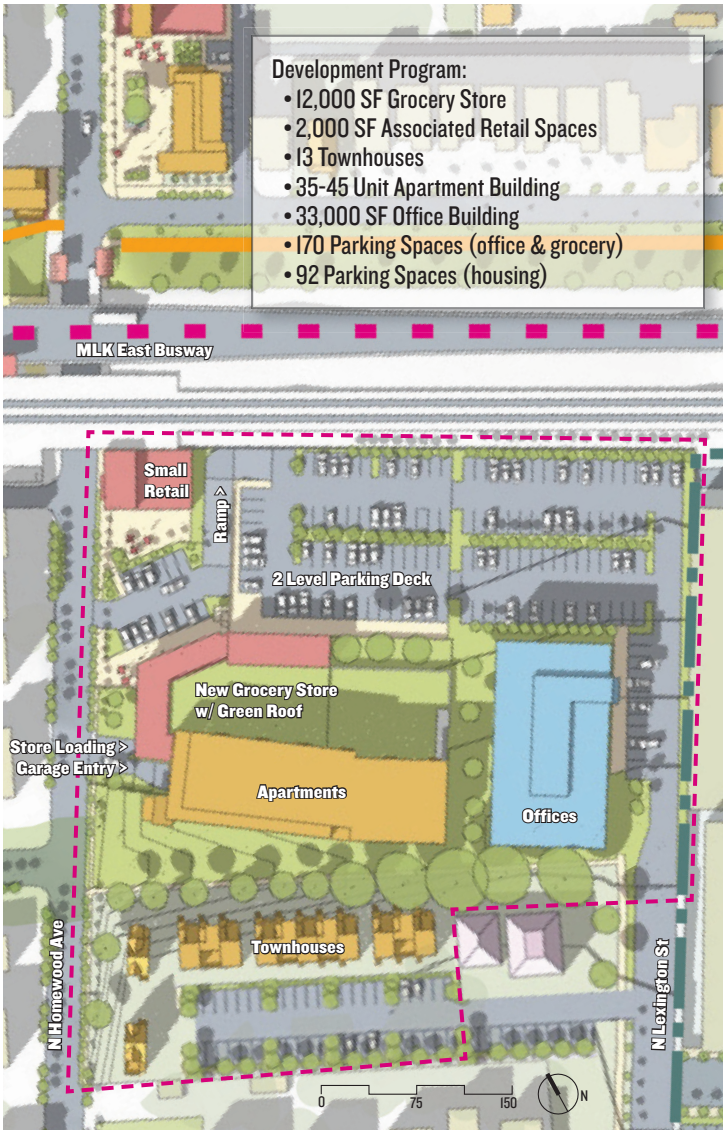 Development Program:
• 12,000 SF Grocery Store
• 2,000 SF Associated Retail Spaces
• 13 Townhouses
• 35-45 Unit Apartment Building
• 33,000 SF Office Building
• 170 Parking Spaces (office & grocery)
• 92 Parking Spaces (housing)
MLK East Busway
Small
Retail
Ramp >
2 Level Parking Deck
New Grocery Store
w/ Green Roof
Store Loading >
Garage Entry >
Apartments
Offices
Townhouses
N Homewood Ave
N Lexington St
0 75 150
N